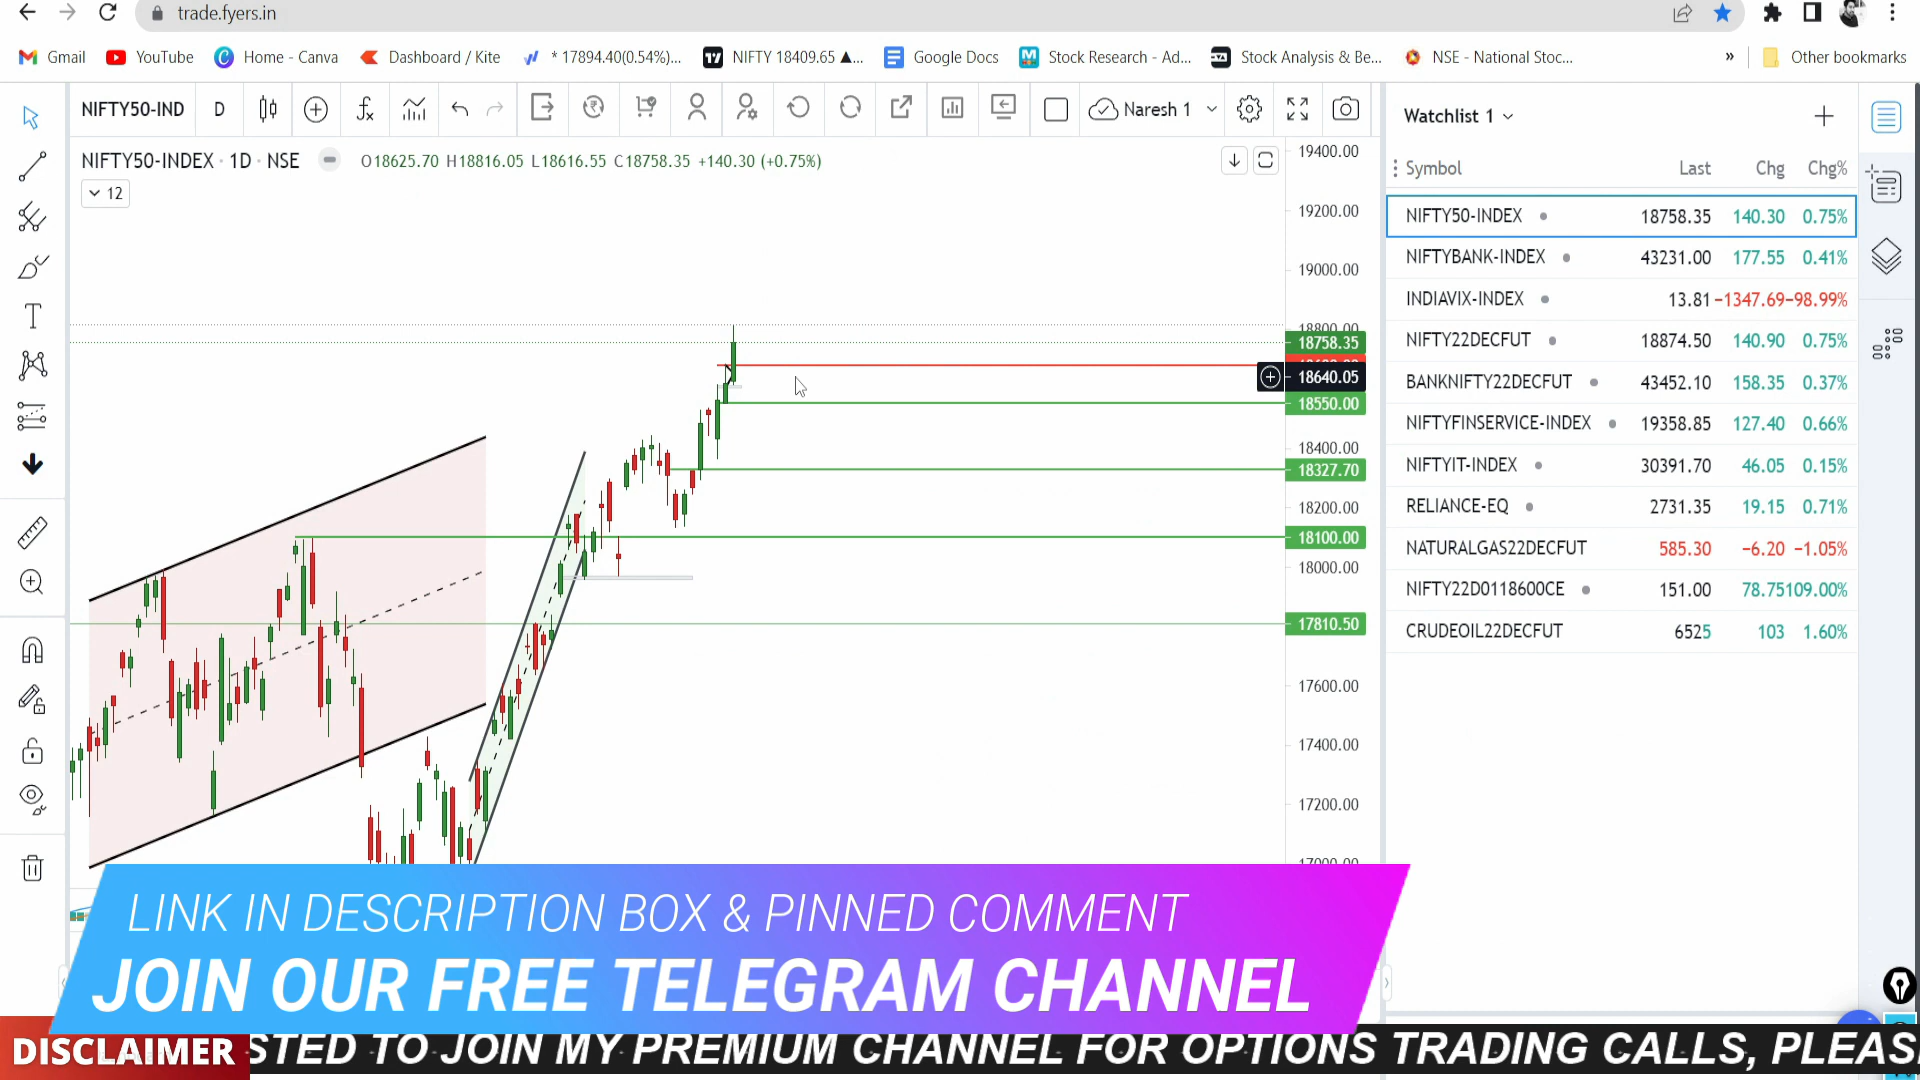 trade.fyers.in
Gmail YouTube Home - Canva Dashboard / Kite * 17894.40(0.54%)... NIFTY 18409.65 ▲... Google Docs Stock Research - Ad... Stock Analysis & Be... NSE - National Stoc... » Other bookmarks
NIFTY50-IND D Naresh 1
Watchlist 1
NIFTY50-INDEX · 1D · NSE O18625.70 H18816.05 L18616.55 C18758.35 +140.30 (+0.75%)
12
Symbol Last Chg Chg%
NIFTY50-INDEX 18758.35 140.30 0.75%
NIFTYBANK-INDEX 43231.00 177.55 0.41%
INDIAVIX-INDEX 13.81 −1347.69 −98.99%
NIFTY22DECFUT 18874.50 140.90 0.75%
BANKNIFTY22DECFUT 43452.10 158.35 0.37%
NIFTYFINSERVICE-INDEX 19358.85 127.40 0.66%
NIFTYIT-INDEX 30391.70 46.05 0.15%
RELIANCE-EQ 2731.35 19.15 0.71%
NATURALGAS22DECFUT 585.30 −6.20 −1.05%
NIFTY22D0118600CE 151.00 78.75 109.00%
CRUDEOIL22DECFUT 6525 103 1.60%
19400.00
19200.00
19000.00
18800.00
18758.35
18640.05
18550.00
18400.00
18327.70
18200.00
18100.00
18000.00
17810.50
17600.00
17400.00
17200.00
17000.00
LINK IN DESCRIPTION BOX & PINNED COMMENT
JOIN OUR FREE TELEGRAM CHANNEL
DISCLAIMER STED TO JOIN MY PREMIUM CHANNEL FOR OPTIONS TRADING CALLS, PLEAS